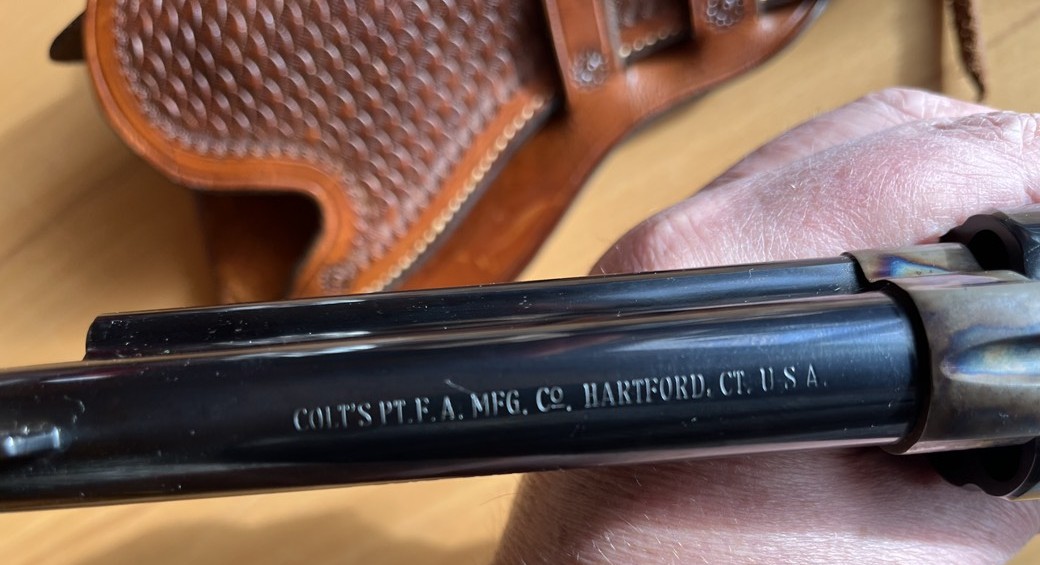 COLT'S PT. F. A. MFG. Co. HARTFORD, CT. U S A.